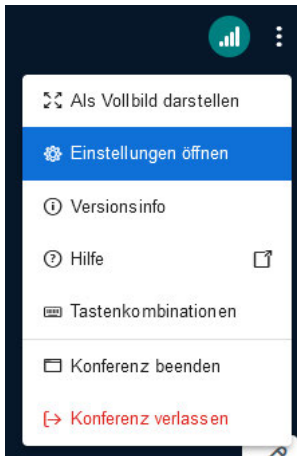 Als Vollbild darstellen
Einstellungen öffnen
Versionsinfo
Hilfe
Tastenkombinationen
Konferenz beenden
Konferenz verlassen